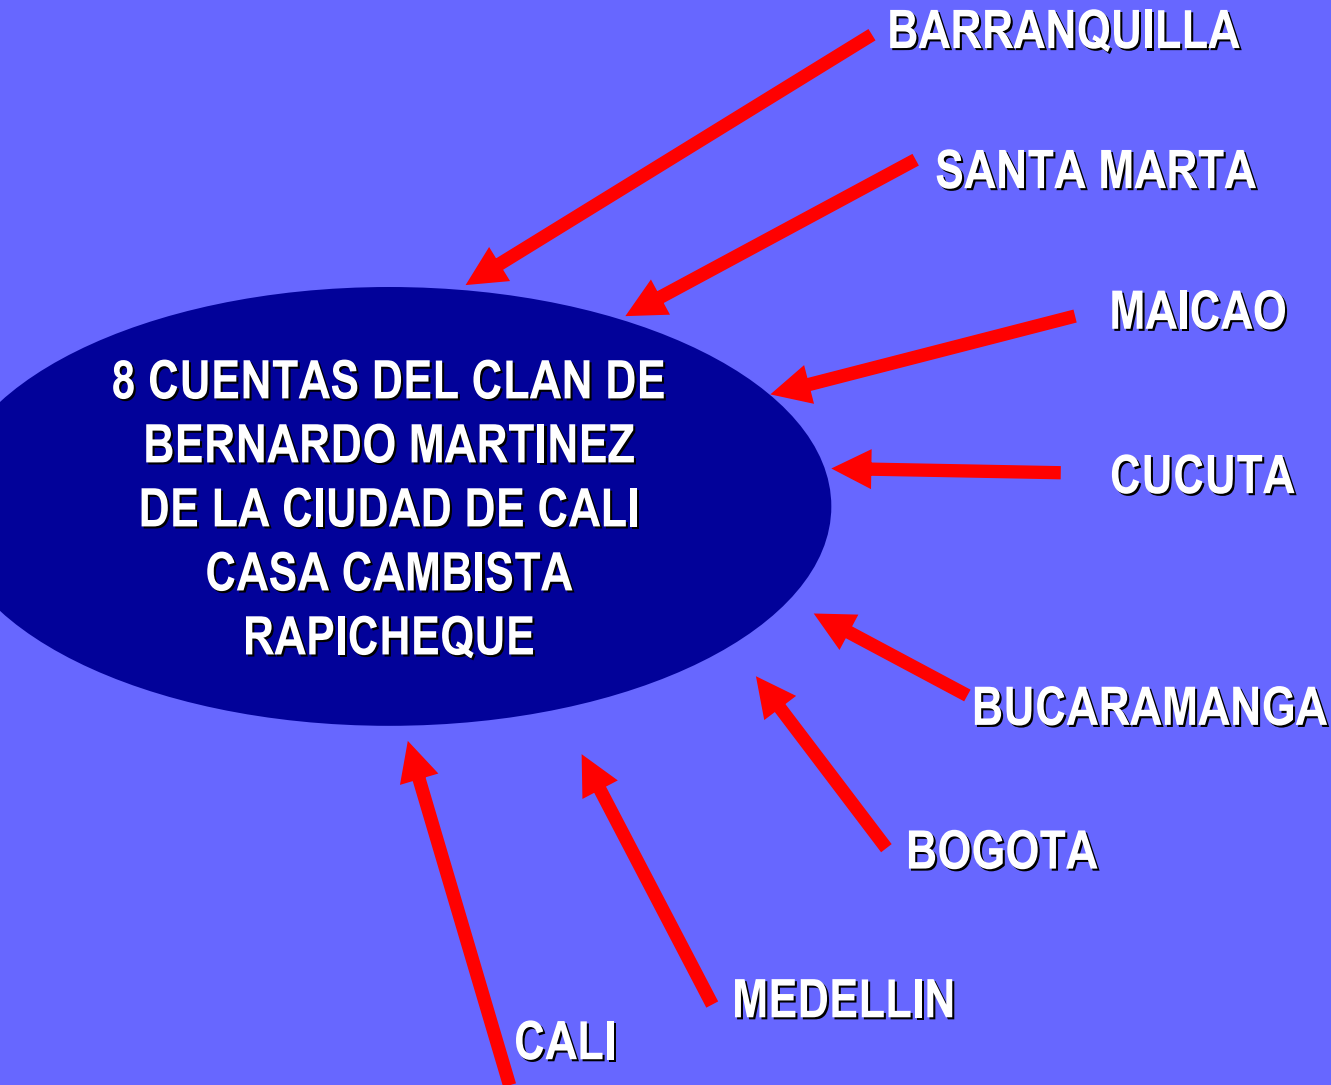 BARRANQUILLA
SANTA MARTA
MAICAO
8 CUENTAS DEL CLAN DE
BERNARDO MARTINEZ
DE LA CIUDAD DE CALI
CASA CAMBISTA
RAPICHEQUE
CUCUTA
BUCARAMANGA
BOGOTA
MEDELLIN
CALI